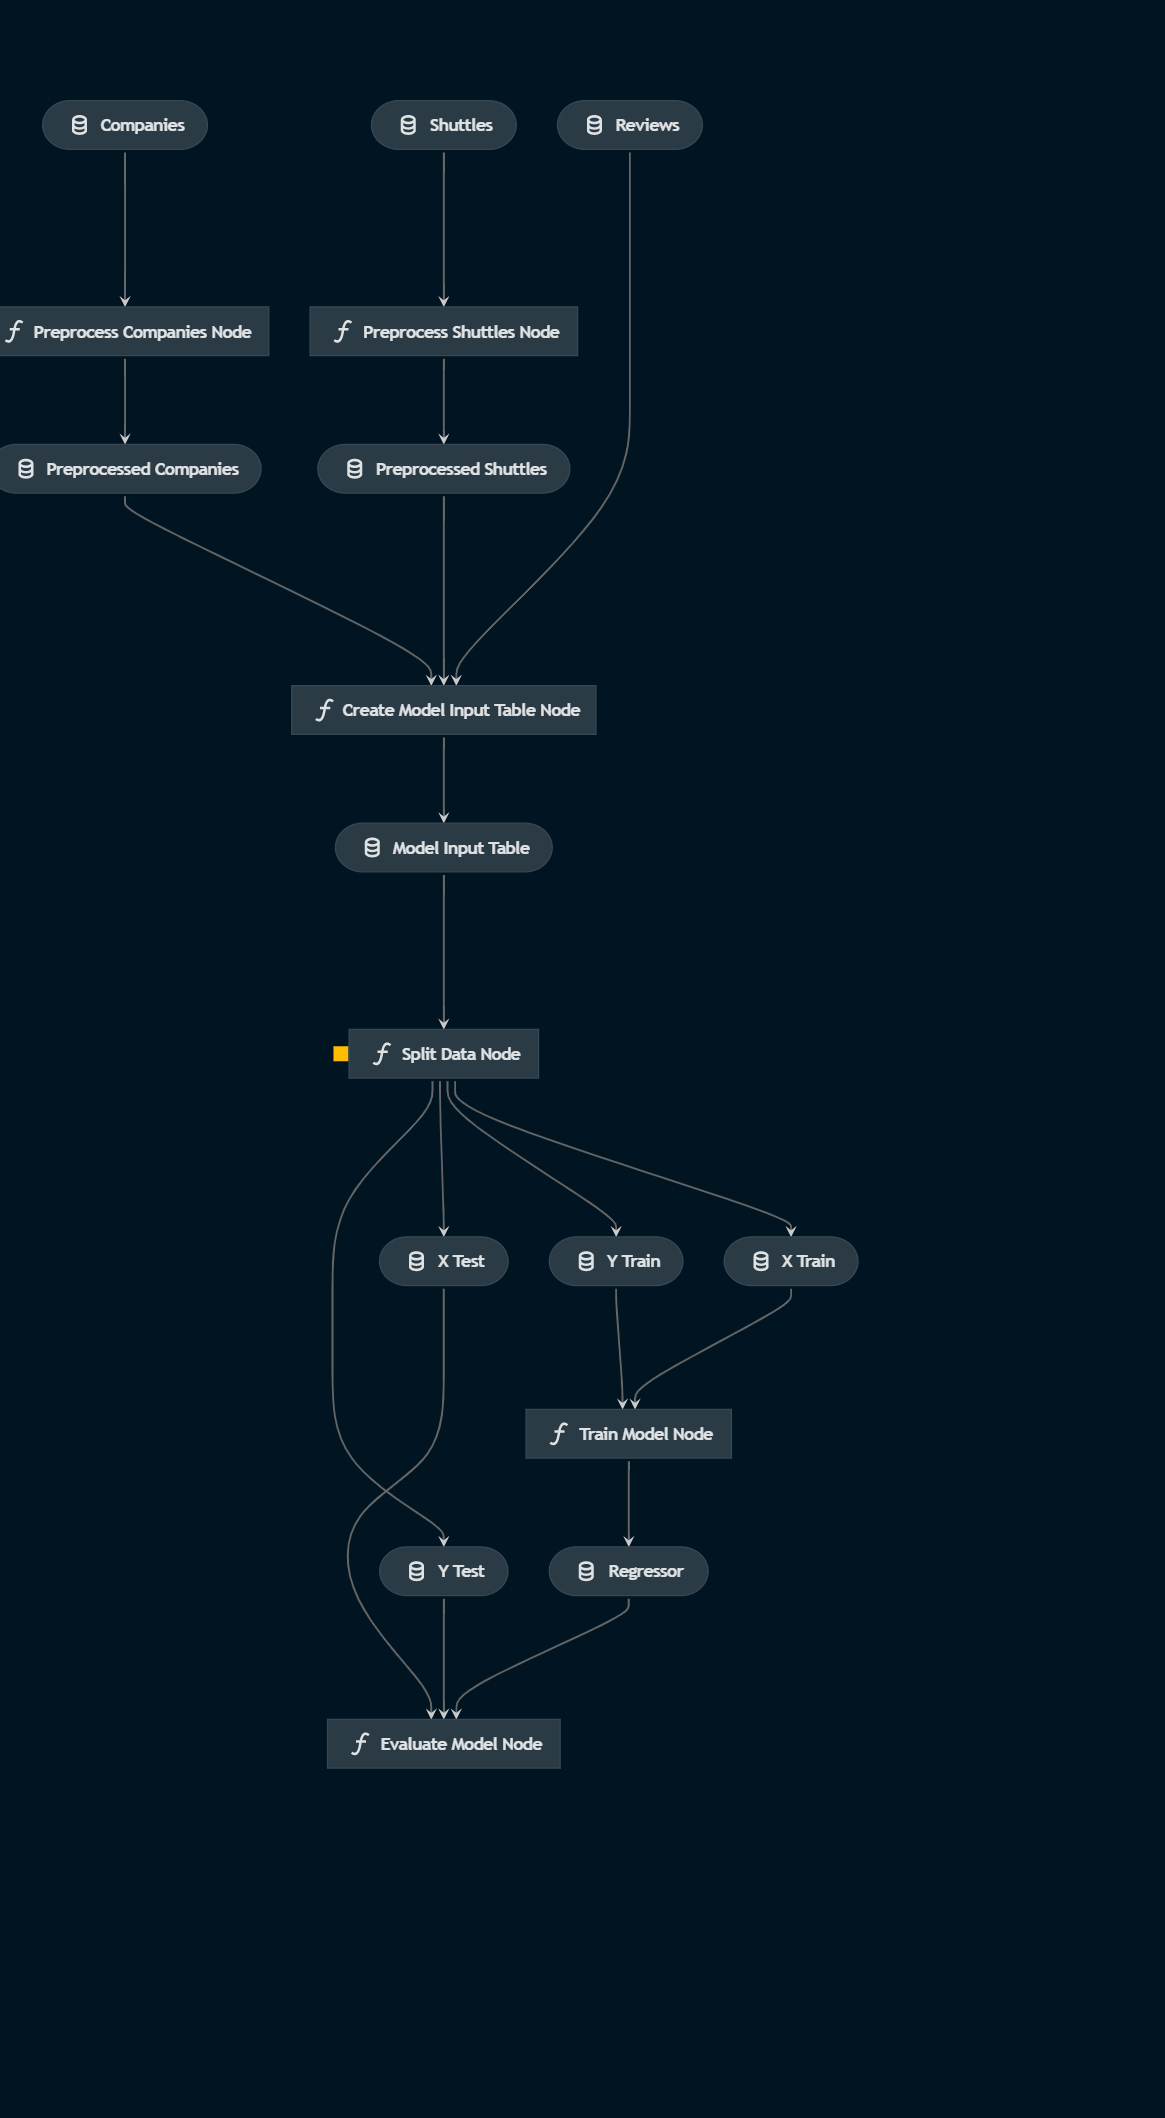 Companies
Shuttles
Reviews
Preprocess Companies Node
Preprocess Shuttles Node
Preprocessed Companies
Preprocessed Shuttles
Create Model Input Table Node
Model Input Table
Split Data Node
X Test
Y Train
X Train
Train Model Node
Y Test
Regressor
Evaluate Model Node